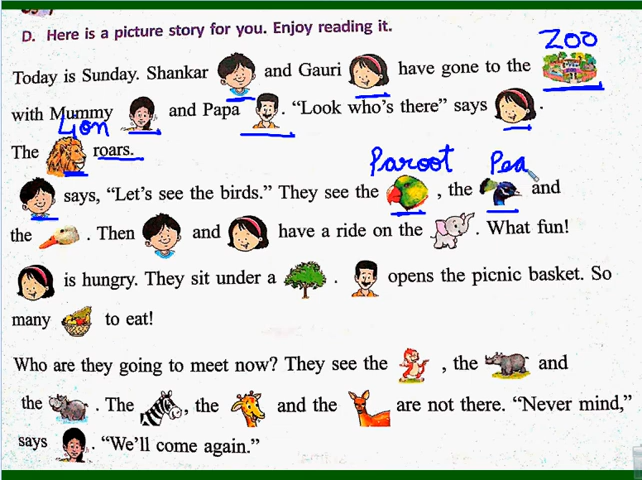 D. Here is a picture story for you. Enjoy reading it.
ZOO
Today is Sunday. Shankar and Gauri have gone to the
with Mummy and Papa . “Look who’s there” says .
Lion
The roars.
Paroot Pea
says, “Let’s see the birds.” They see the , the and
the . Then and have a ride on the . What fun!
is hungry. They sit under a . opens the picnic basket. So
many to eat!
Who are they going to meet now? They see the , the and
the . The , the and the are not there. “Never mind,”
says . “We’ll come again.”